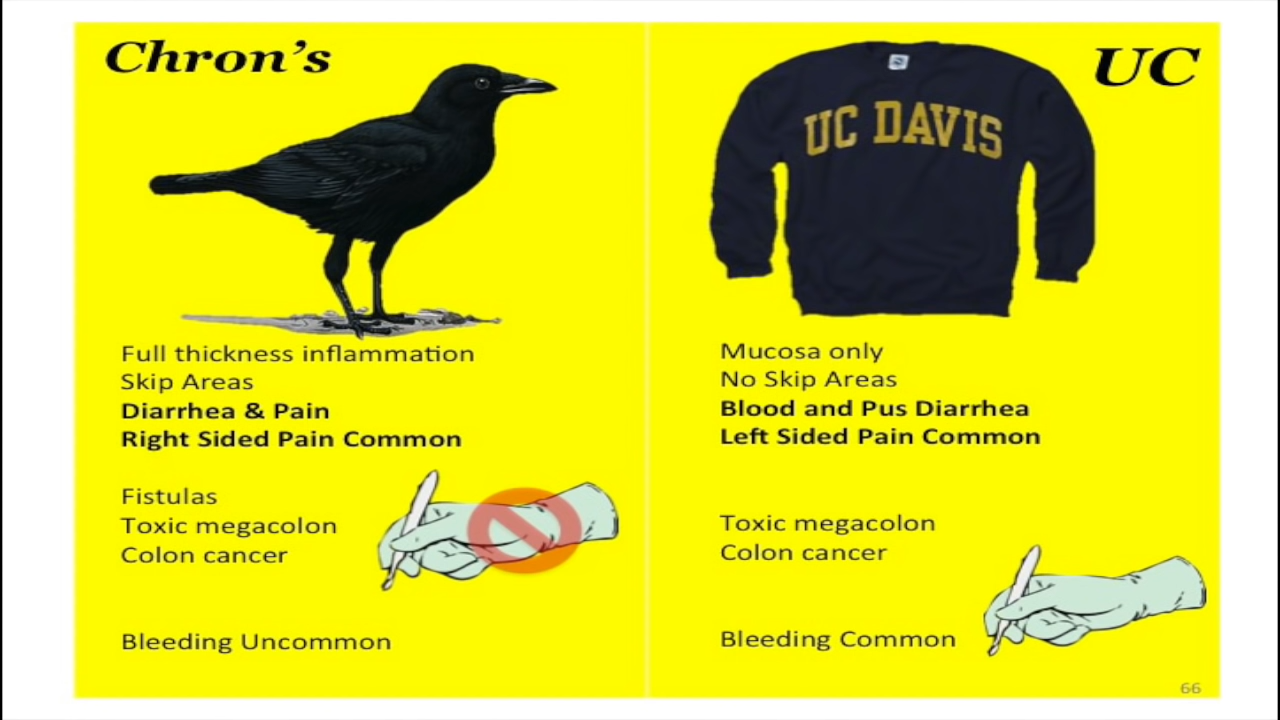 Chron's
Full thickness inflammation
Skip Areas
Diarrhea & Pain
Right Sided Pain Common
Fistulas
Toxic megacolon
Colon cancer
Bleeding Uncommon
UC
UC DAVIS
Mucosa only
No Skip Areas
Blood and Pus Diarrhea
Left Sided Pain Common
Toxic megacolon
Colon cancer
Bleeding Common
66